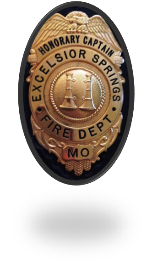 HONORARY CAPTAIN
EXCELSIOR SPRINGS
FIRE DEPT.
MO